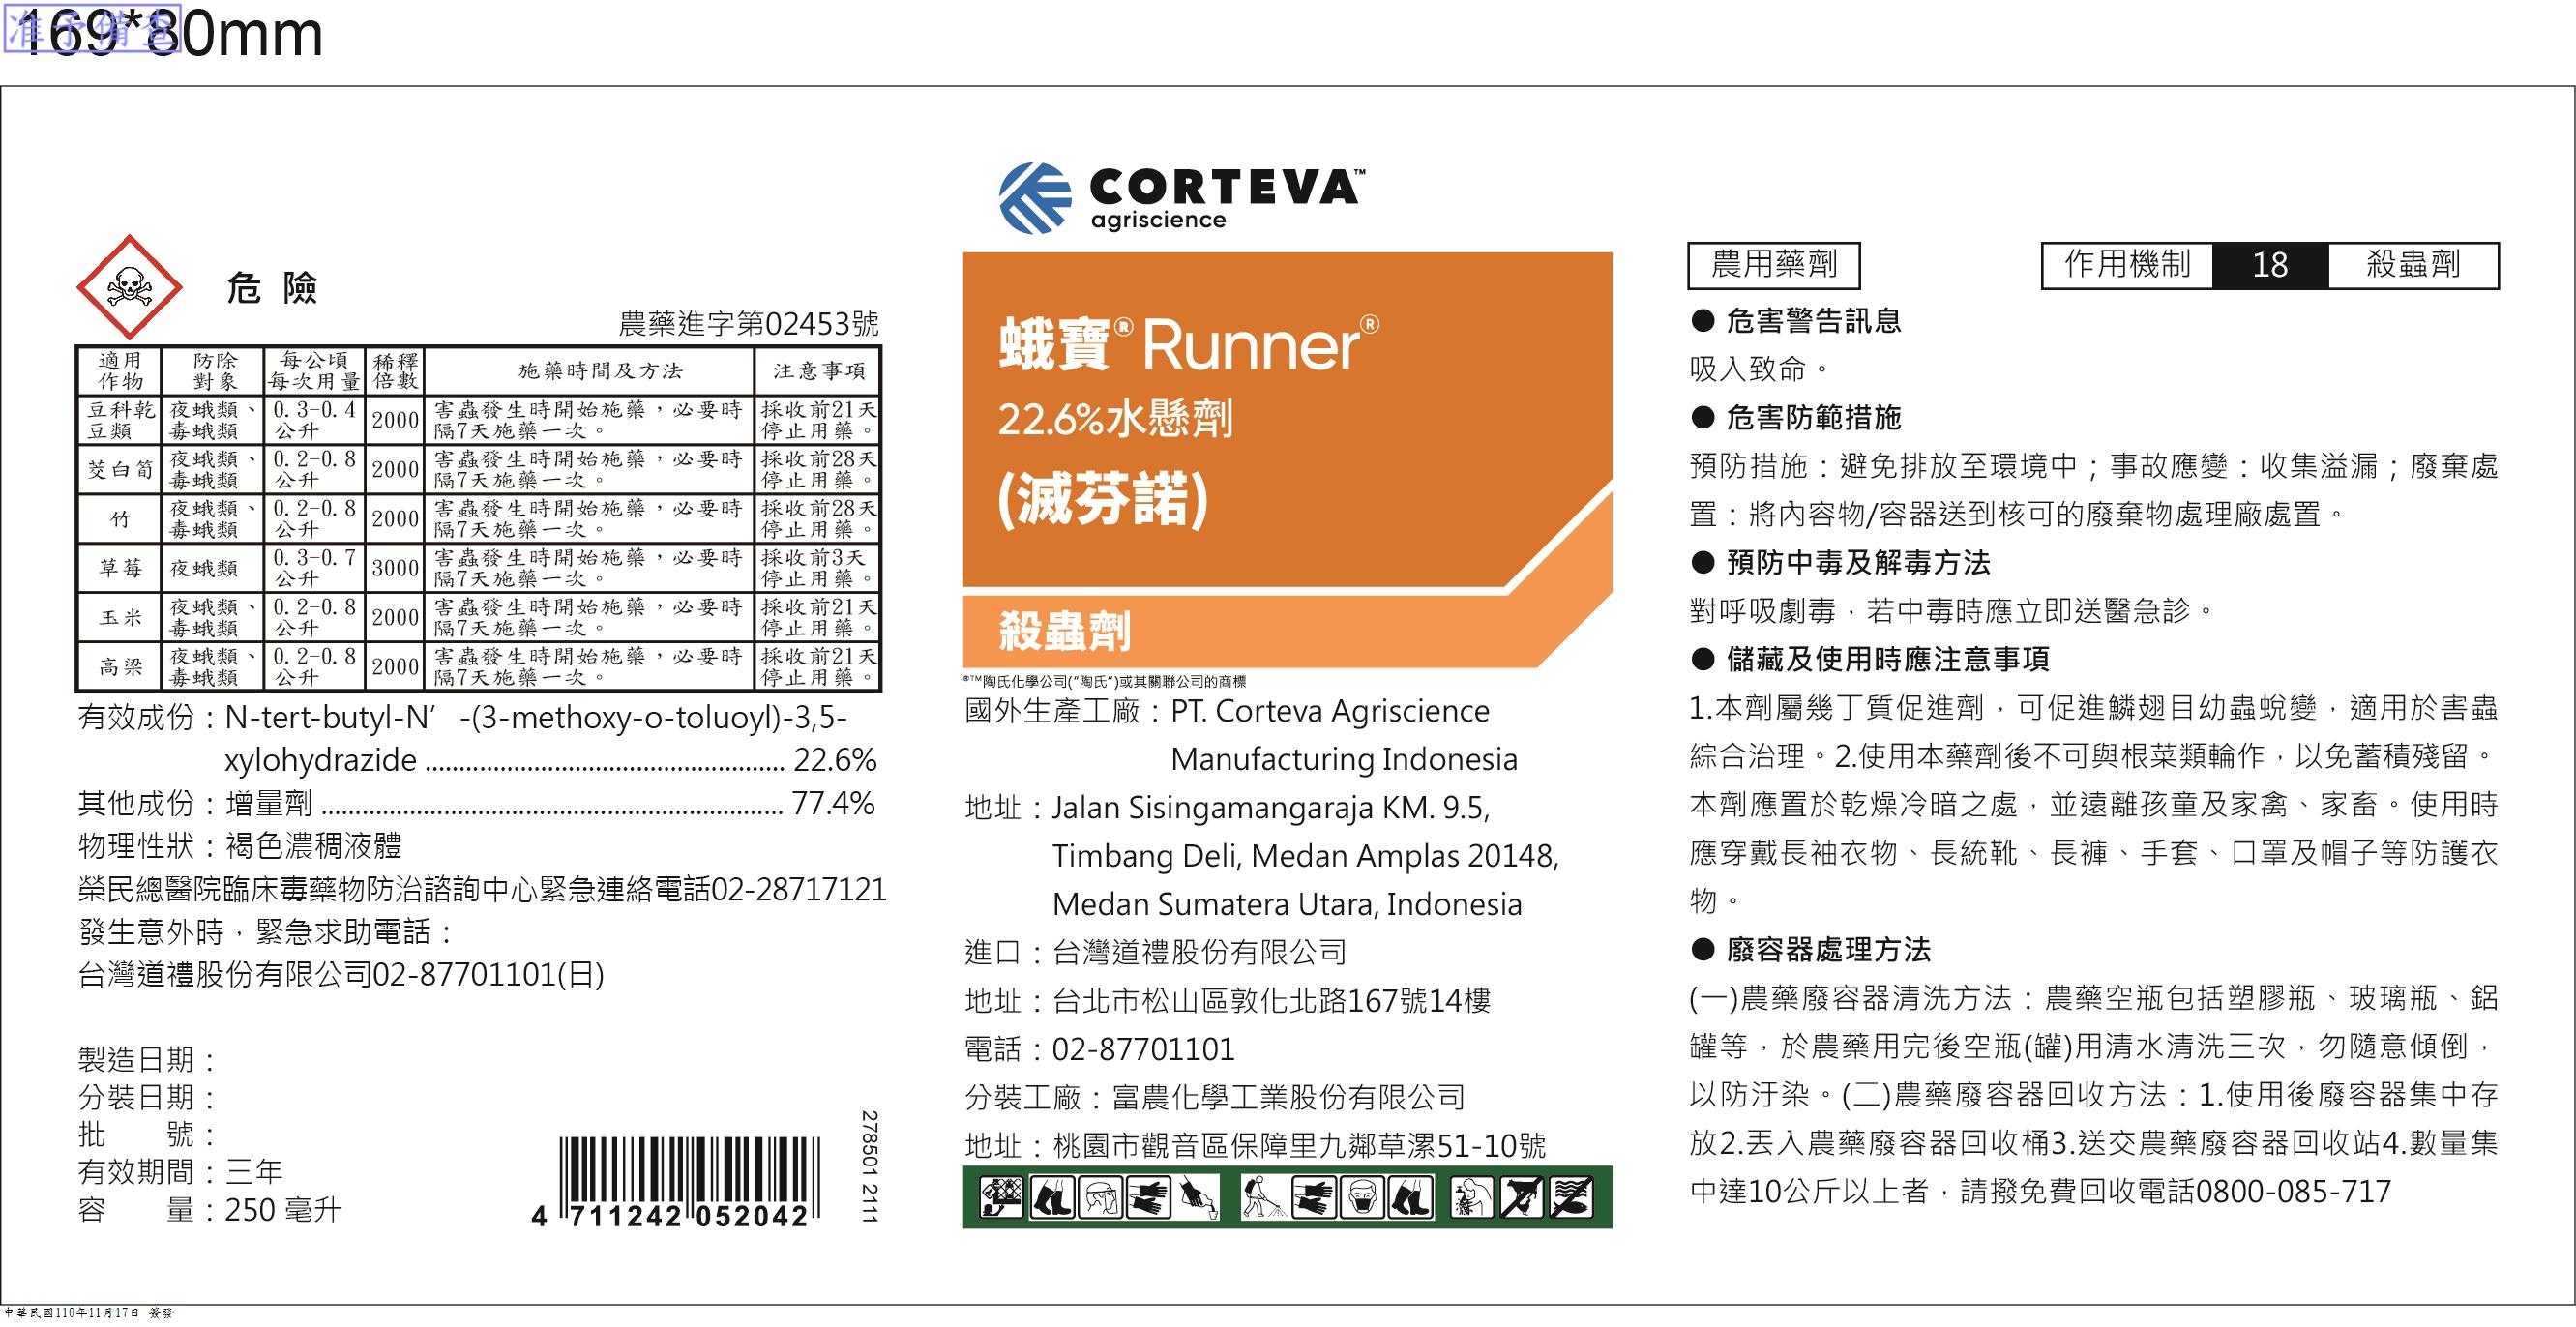 169*80mm
准予備查
危 險
農藥進字第02453號
適用作物 防除對象 每公頃每次用量 稀釋倍數 施藥時間及方法 注意事項
豆科乾豆類 夜蛾類、毒蛾類 0.3-0.4公升 2000 害蟲發生時開始施藥，必要時隔7天施藥一次。 採收前21天停止用藥。
茭白筍 夜蛾類、毒蛾類 0.2-0.8公升 2000 害蟲發生時開始施藥，必要時隔7天施藥一次。 採收前28天停止用藥。
竹 夜蛾類、毒蛾類 0.2-0.8公升 2000 害蟲發生時開始施藥，必要時隔7天施藥一次。 採收前28天停止用藥。
草莓 夜蛾類 0.3-0.7公升 3000 害蟲發生時開始施藥，必要時隔7天施藥一次。 採收前3天停止用藥。
玉米 夜蛾類、毒蛾類 0.2-0.8公升 2000 害蟲發生時開始施藥，必要時隔7天施藥一次。 採收前21天停止用藥。
高梁 夜蛾類、毒蛾類 0.2-0.8公升 2000 害蟲發生時開始施藥，必要時隔7天施藥一次。 採收前21天停止用藥。
有效成份：N-tert-butyl-N’-(3-methoxy-o-toluoyl)-3,5-
xylohydrazide ..................................................... 22.6%
其他成份：增量劑 .................................................................... 77.4%
物理性狀：褐色濃稠液體
榮民總醫院臨床毒藥物防治諮詢中心緊急連絡電話02-28717121
發生意外時，緊急求助電話：
台灣道禮股份有限公司02-87701101(日)
製造日期：
分裝日期：
批　　號：
有效期間：三年
容　　量：250 毫升
4 711242 052042
278501 2111
CORTEVA™
agriscience
蛾寶® Runner®
22.6%水懸劑
(滅芬諾)
殺蟲劑
®™陶氏化學公司(“陶氏”)或其關聯公司的商標
國外生產工廠：PT. Corteva Agriscience
Manufacturing Indonesia
地址：Jalan Sisingamangaraja KM. 9.5,
Timbang Deli, Medan Amplas 20148,
Medan Sumatera Utara, Indonesia
進口：台灣道禮股份有限公司
地址：台北市松山區敦化北路167號14樓
電話：02-87701101
分裝工廠：富農化學工業股份有限公司
地址：桃園市觀音區保障里九鄰草漯51-10號
農用藥劑 作用機制 18 殺蟲劑
● 危害警告訊息
吸入致命。
● 危害防範措施
預防措施：避免排放至環境中；事故應變：收集溢漏；廢棄處
置：將內容物/容器送到核可的廢棄物處理廠處置。
● 預防中毒及解毒方法
對呼吸劇毒，若中毒時應立即送醫急診。
● 儲藏及使用時應注意事項
1.本劑屬幾丁質促進劑，可促進鱗翅目幼蟲蛻變，適用於害蟲
綜合治理。2.使用本藥劑後不可與根菜類輪作，以免蓄積殘留。
本劑應置於乾燥冷暗之處，並遠離孩童及家禽、家畜。使用時
應穿戴長袖衣物、長統靴、長褲、手套、口罩及帽子等防護衣
物。
● 廢容器處理方法
(一)農藥廢容器清洗方法：農藥空瓶包括塑膠瓶、玻璃瓶、鋁
罐等，於農藥用完後空瓶(罐)用清水清洗三次，勿隨意傾倒，
以防汙染。(二)農藥廢容器回收方法：1.使用後廢容器集中存
放2.丟入農藥廢容器回收桶3.送交農藥廢容器回收站4.數量集
中達10公斤以上者，請撥免費回收電話0800-085-717
中華民國110年11月17日 簽發